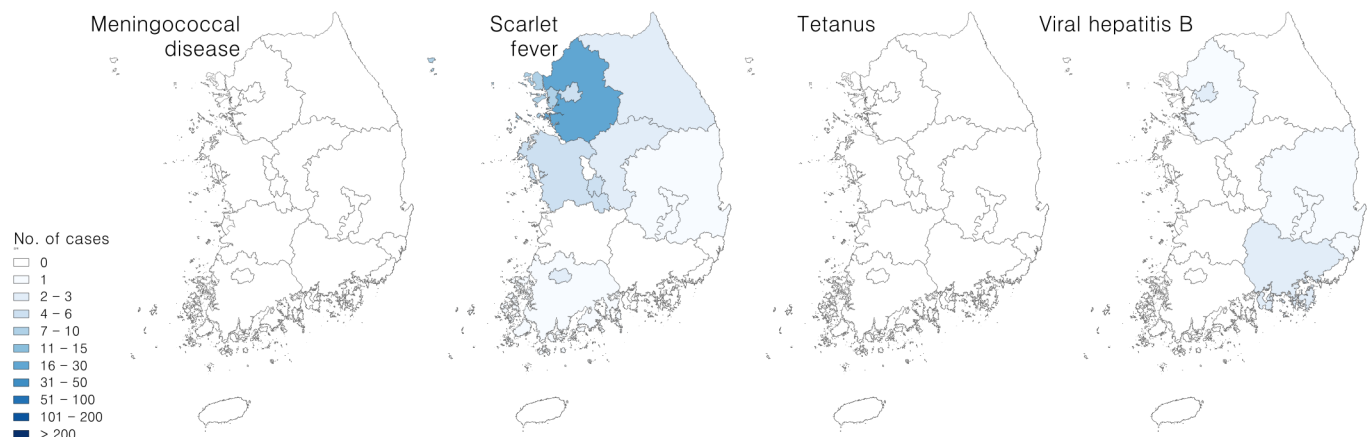 Meningococcal
disease
Scarlet
fever
Tetanus
Viral hepatitis B
No. of cases
0
1
2 – 3
4 – 6
7 – 10
11 – 15
16 – 30
31 – 50
51 – 100
101 – 200
> 200